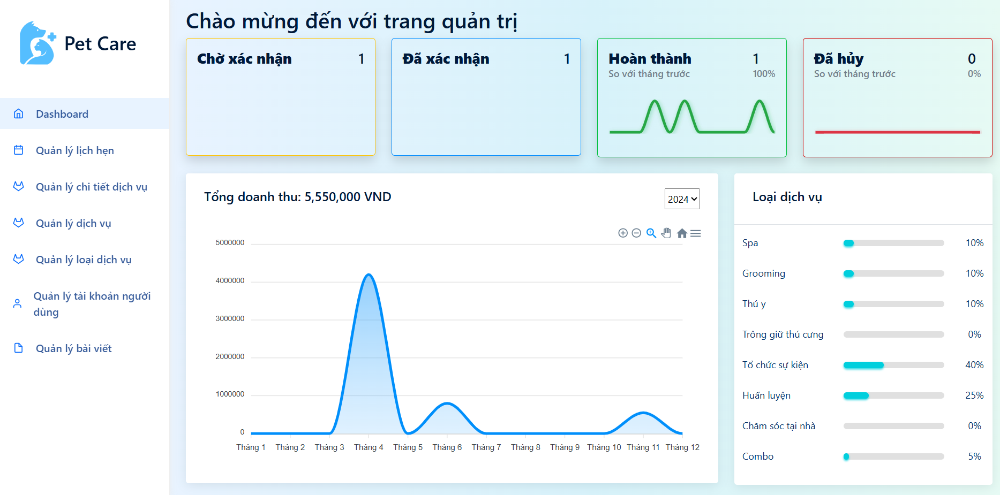 Pet Care
Dashboard
Quản lý lịch hẹn
Quản lý chi tiết dịch vụ
Quản lý dịch vụ
Quản lý loại dịch vụ
Quản lý tài khoản người
dùng
Quản lý bài viết
Chào mừng đến với trang quản trị
Chờ xác nhận 1
Đã xác nhận 1
Hoàn thành 1
So với tháng trước 100%
Đã hủy 0
So với tháng trước 0%
Tổng doanh thu: 5,550,000 VND
2024
5000000
4000000
3000000
2000000
1000000
0
Tháng 1 Tháng 2 Tháng 3 Tháng 4 Tháng 5 Tháng 6 Tháng 7 Tháng 8 Tháng 9 Tháng 10 Tháng 11 Tháng 12
Loại dịch vụ
Spa 10%
Grooming 10%
Thú y 10%
Trông giữ thú cưng 0%
Tổ chức sự kiện 40%
Huấn luyện 25%
Chăm sóc tại nhà 0%
Combo 5%